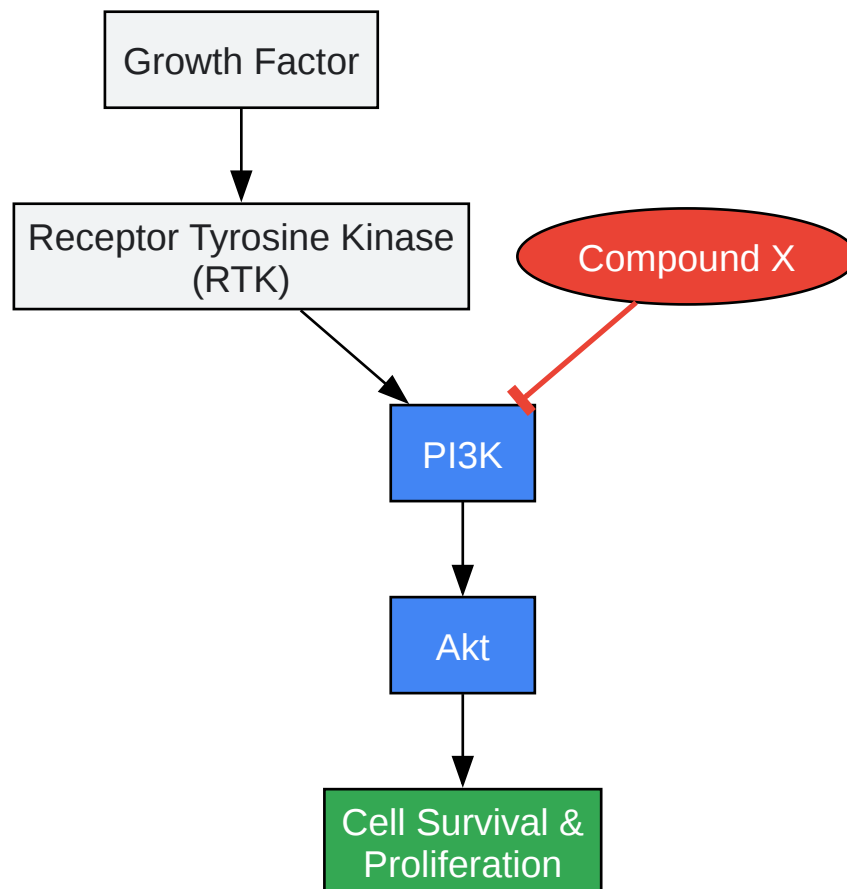 Growth Factor
Receptor Tyrosine Kinase
(RTK)
Compound X
PI3K
Akt
Cell Survival &
Proliferation